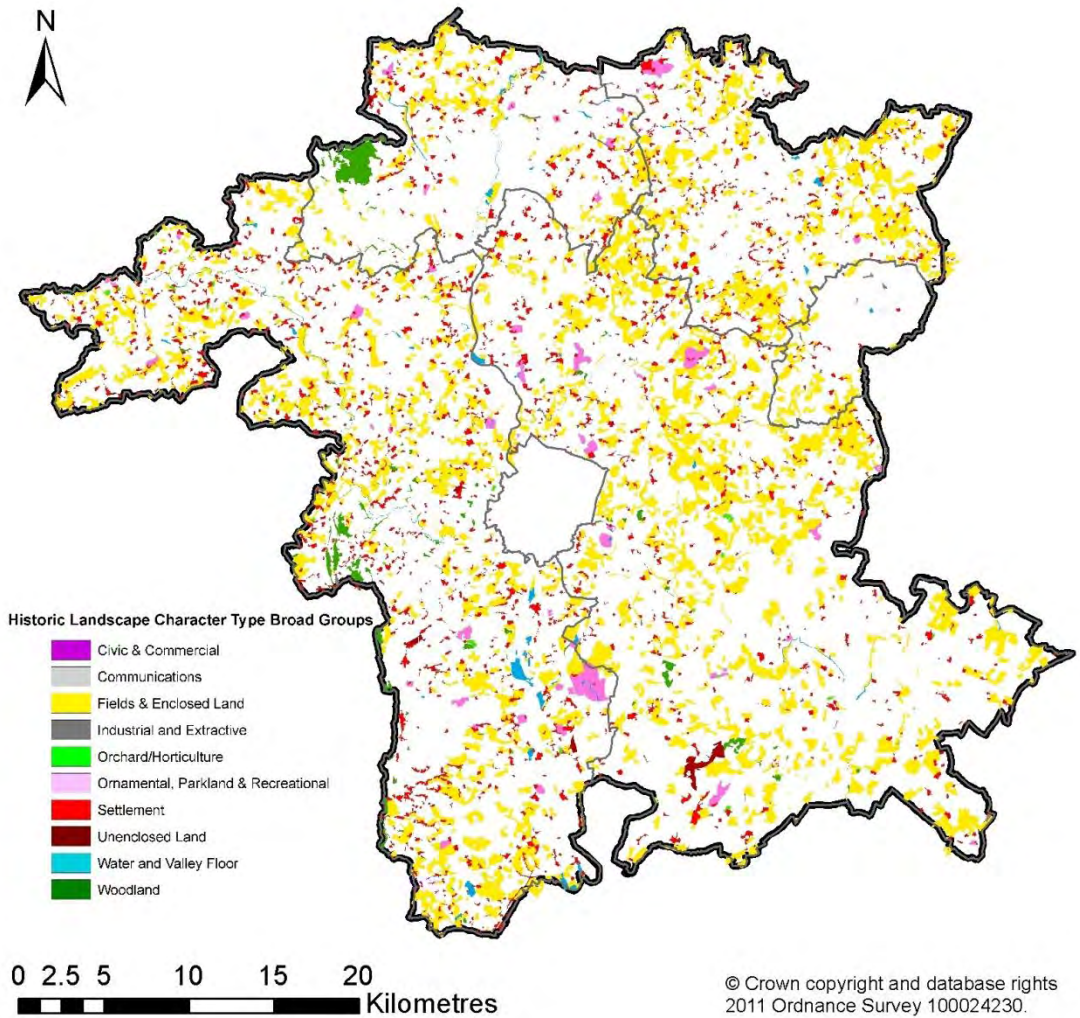 N
Historic Landscape Character Type Broad Groups
Civic & Commercial
Communications
Fields & Enclosed Land
Industrial and Extractive
Orchard/Horticulture
Ornamental, Parkland & Recreational
Settlement
Unenclosed Land
Water and Valley Floor
Woodland
0 2.5 5 10 15 20
Kilometres
© Crown copyright and database rights
2011 Ordnance Survey 100024230.